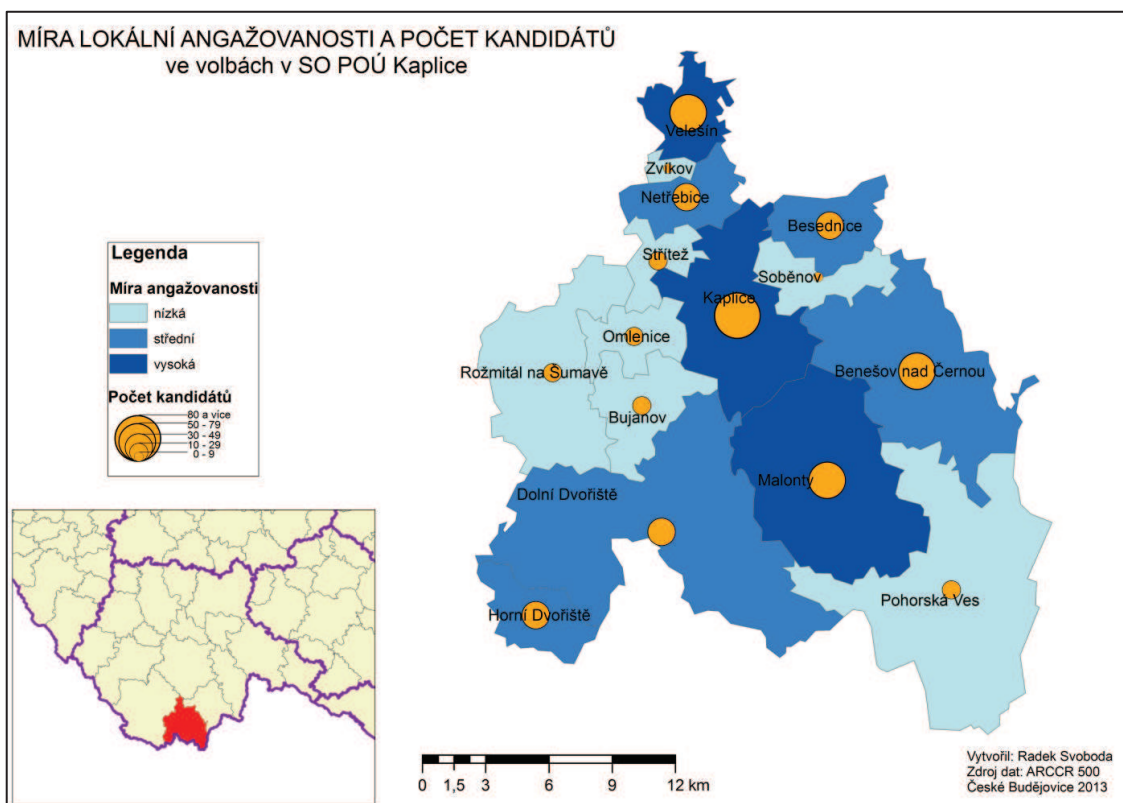 MÍRA LOKÁLNÍ ANGAŽOVANOSTI A POČET KANDIDÁTŮ
ve volbách v SO POÚ Kaplice
Velešín
Zvíkov
Netřebice
Besednice
Střítež
Soběnov
Kaplice
Omlenice
Rožmitál na Šumavě
Benešov nad Černou
Bujanov
Malonty
Dolní Dvořiště
Pohorská Ves
Horní Dvořiště
Legenda
Míra angažovanosti
nízká
střední
vysoká
Počet kandidátů
80 a více
50 - 79
30 - 49
10 - 29
0 - 9
0 1,5 3 6 9 12 km
Vytvořil: Radek Svoboda
Zdroj dat: ARCCR 500
České Budějovice 2013